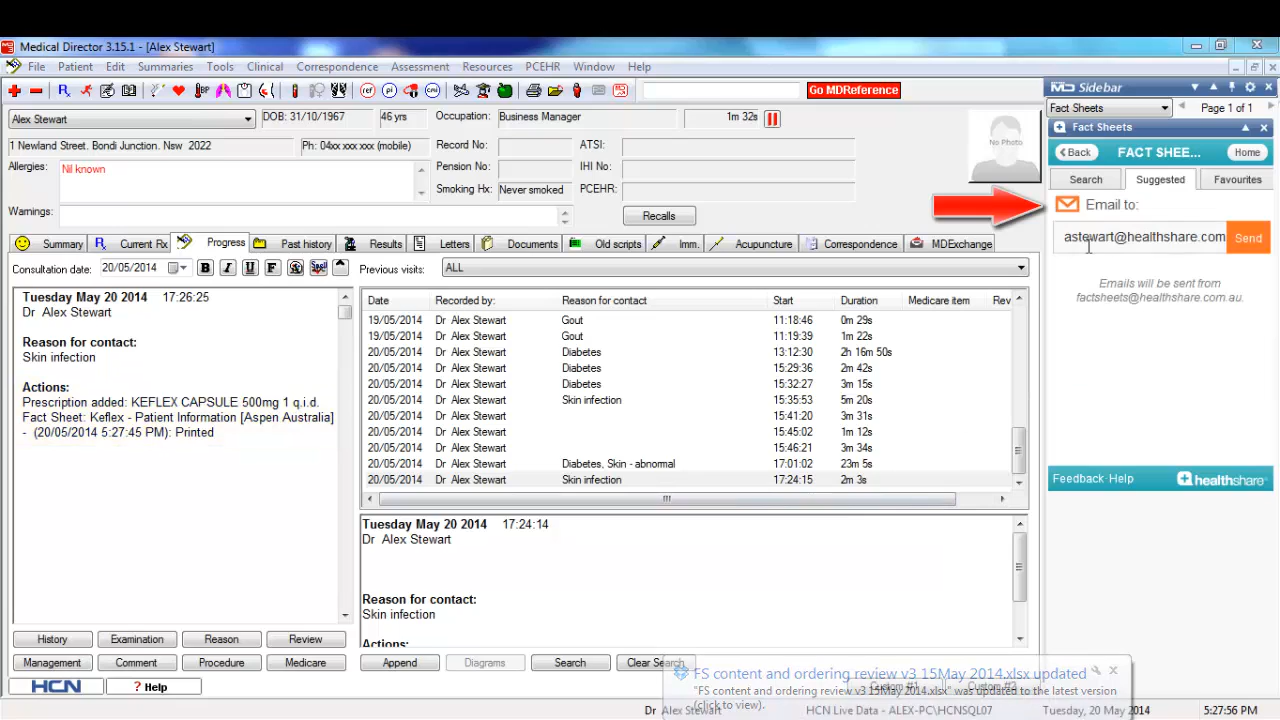 Medical Director 3.15.1 - [Alex Stewart]
File Patient Edit Summaries Tools Clinical Correspondence Assessment Resources PCEHR Window Help
Go MDReference
Alex Stewart DOB: 31/10/1967 46 yrs Occupation: Business Manager 1m 32s
1 Newland Street. Bondi Junction. Nsw 2022 Ph: 04xx xxx xxx (mobile) Record No: ATSI:
Allergies: Nil known Pension No: IHI No:
Smoking Hx: Never smoked PCEHR:
Warnings: Recalls
No Photo
Summary Current Rx Progress Past history Results Letters Documents Old scripts Imm. Acupuncture Correspondence MDExchange
Consultation date: 20/05/2014 B I U F Spell Previous visits: ALL
Tuesday May 20 2014 17:26:25
Dr Alex Stewart
Reason for contact:
Skin infection
Actions:
Prescription added: KEFLEX CAPSULE 500mg 1 q.i.d.
Fact Sheet: Keflex - Patient Information [Aspen Australia]
- (20/05/2014 5:27:45 PM): Printed
Date Recorded by: Reason for contact Start Duration Medicare item Rev
19/05/2014 Dr Alex Stewart Gout 11:18:46 0m 29s
19/05/2014 Dr Alex Stewart Gout 11:19:39 1m 22s
20/05/2014 Dr Alex Stewart Diabetes 13:12:30 2h 16m 50s
20/05/2014 Dr Alex Stewart Diabetes 15:29:36 2m 42s
20/05/2014 Dr Alex Stewart Diabetes 15:32:27 3m 15s
20/05/2014 Dr Alex Stewart Skin infection 15:35:53 5m 20s
20/05/2014 Dr Alex Stewart 15:41:20 3m 31s
20/05/2014 Dr Alex Stewart 15:45:02 1m 12s
20/05/2014 Dr Alex Stewart 15:46:21 3m 34s
20/05/2014 Dr Alex Stewart Diabetes, Skin - abnormal 17:01:02 23m 5s
20/05/2014 Dr Alex Stewart Skin infection 17:24:15 2m 3s
Tuesday May 20 2014 17:24:14
Dr Alex Stewart
Reason for contact:
Skin infection
Actions:
History Examination Reason Review
Management Comment Procedure Medicare
Append Diagrams Search Clear Search
HCN ? Help
Custom #1 Custom #2
FS content and ordering review v3 15May 2014.xlsx updated
"FS content and ordering review v3 15May 2014.xlsx" was updated to the latest version
(click to view).
Dr Alex Stewart HCN Live Data - ALEX-PC\HCNSQL07 Tuesday, 20 May 2014 5:27:56 PM
MD Sidebar
Fact Sheets Page 1 of 1
Fact Sheets
Back FACT SHEE... Home
Search Suggested Favourites
Email to:
astewart@healthshare.com Send
Emails will be sent from
factsheets@healthshare.com.au.
Feedback Help healthshare